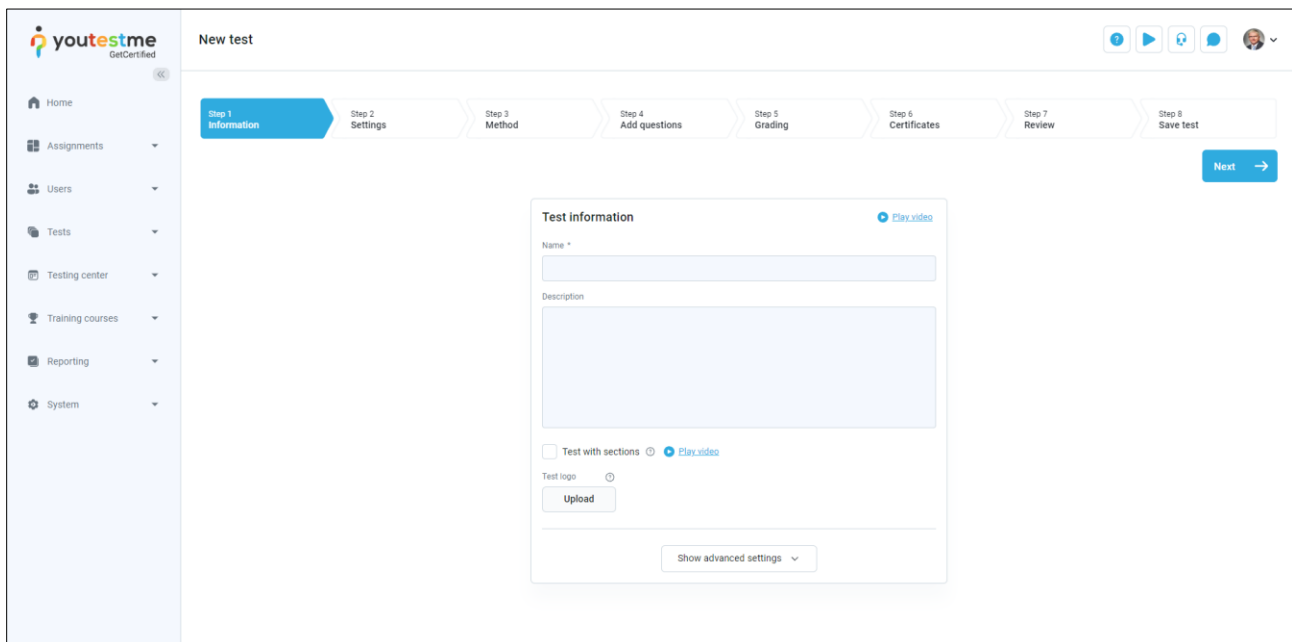 youtestme
GetCertified
New test
Home
Assignments
Users
Tests
Testing center
Training courses
Reporting
System
Step 1
Information
Step 2
Settings
Step 3
Method
Step 4
Add questions
Step 5
Grading
Step 6
Certificates
Step 7
Review
Step 8
Save test
Next
Test information
Play video
Name *
Description
Test with sections
Play video
Test logo
Upload
Show advanced settings